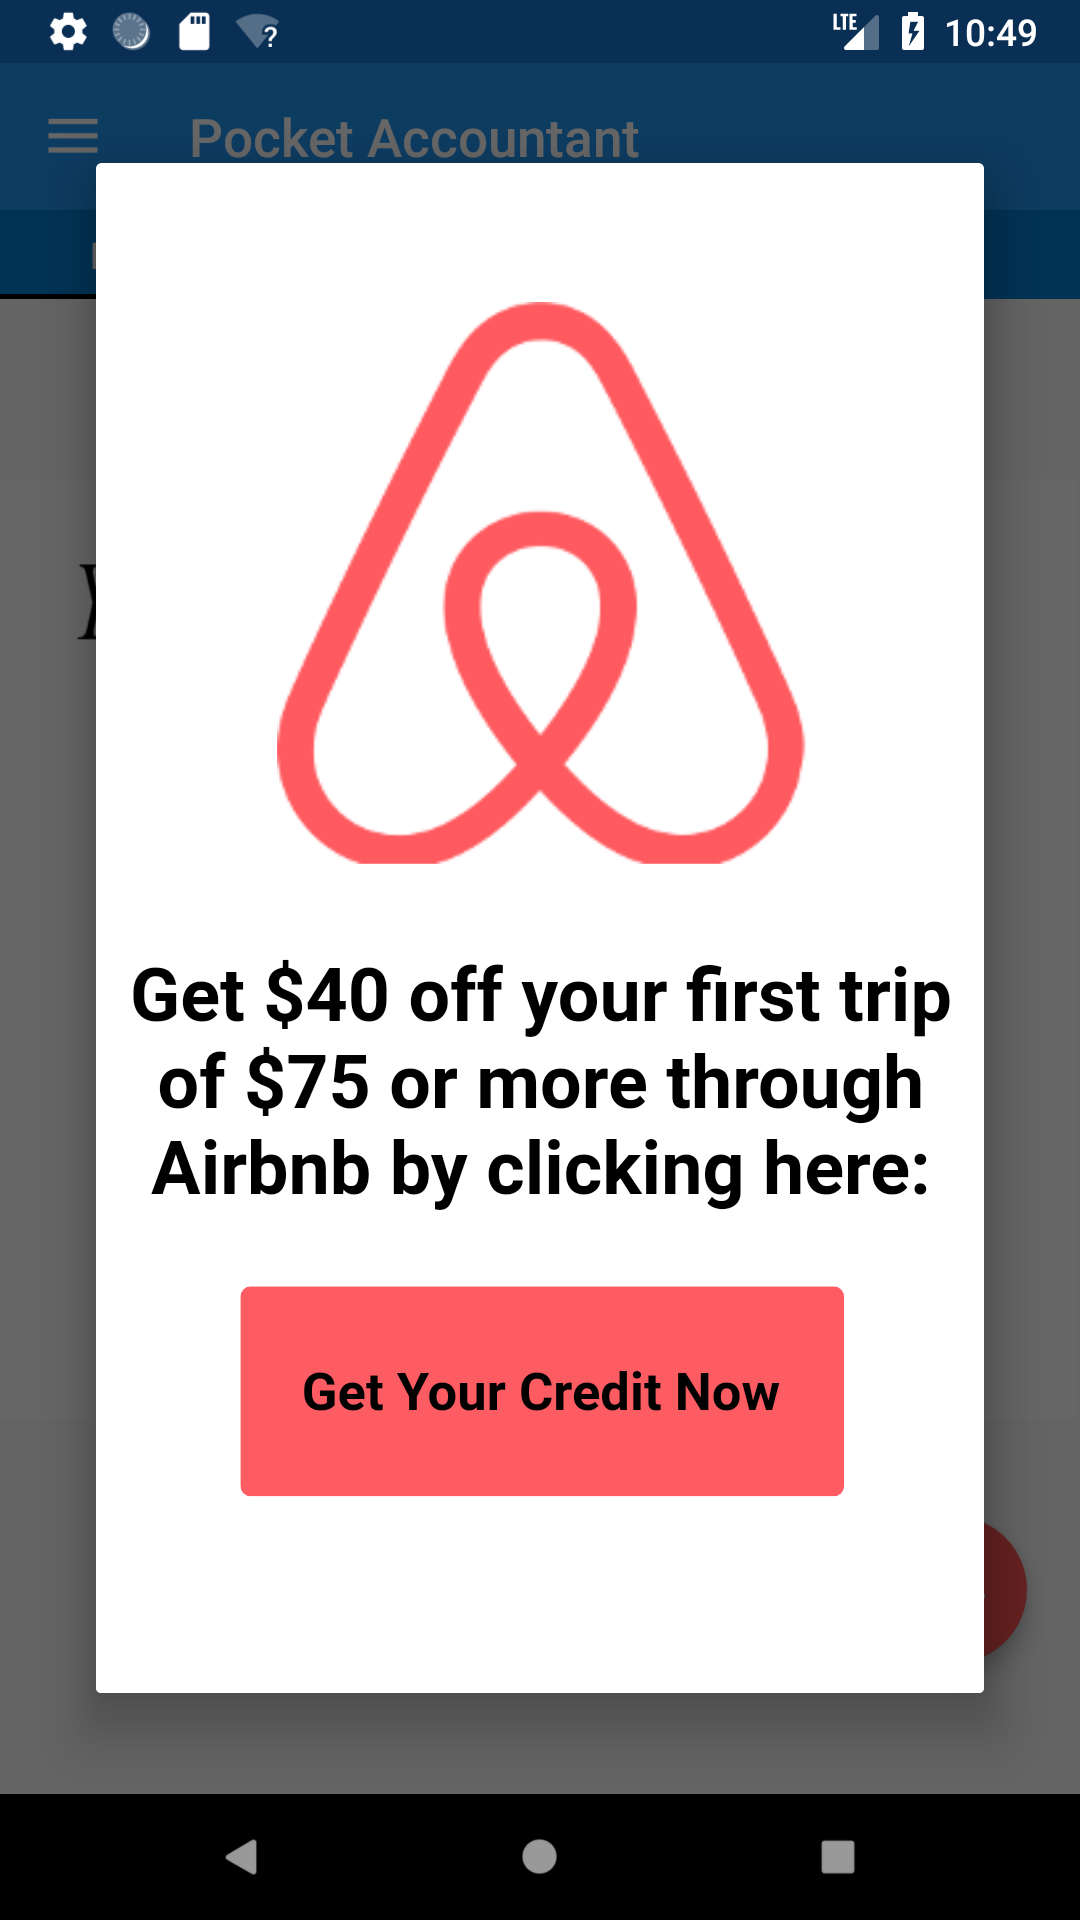 LTE 10:49
Pocket Accountant
Get $40 off your first trip
of $75 or more through
Airbnb by clicking here:
Get Your Credit Now